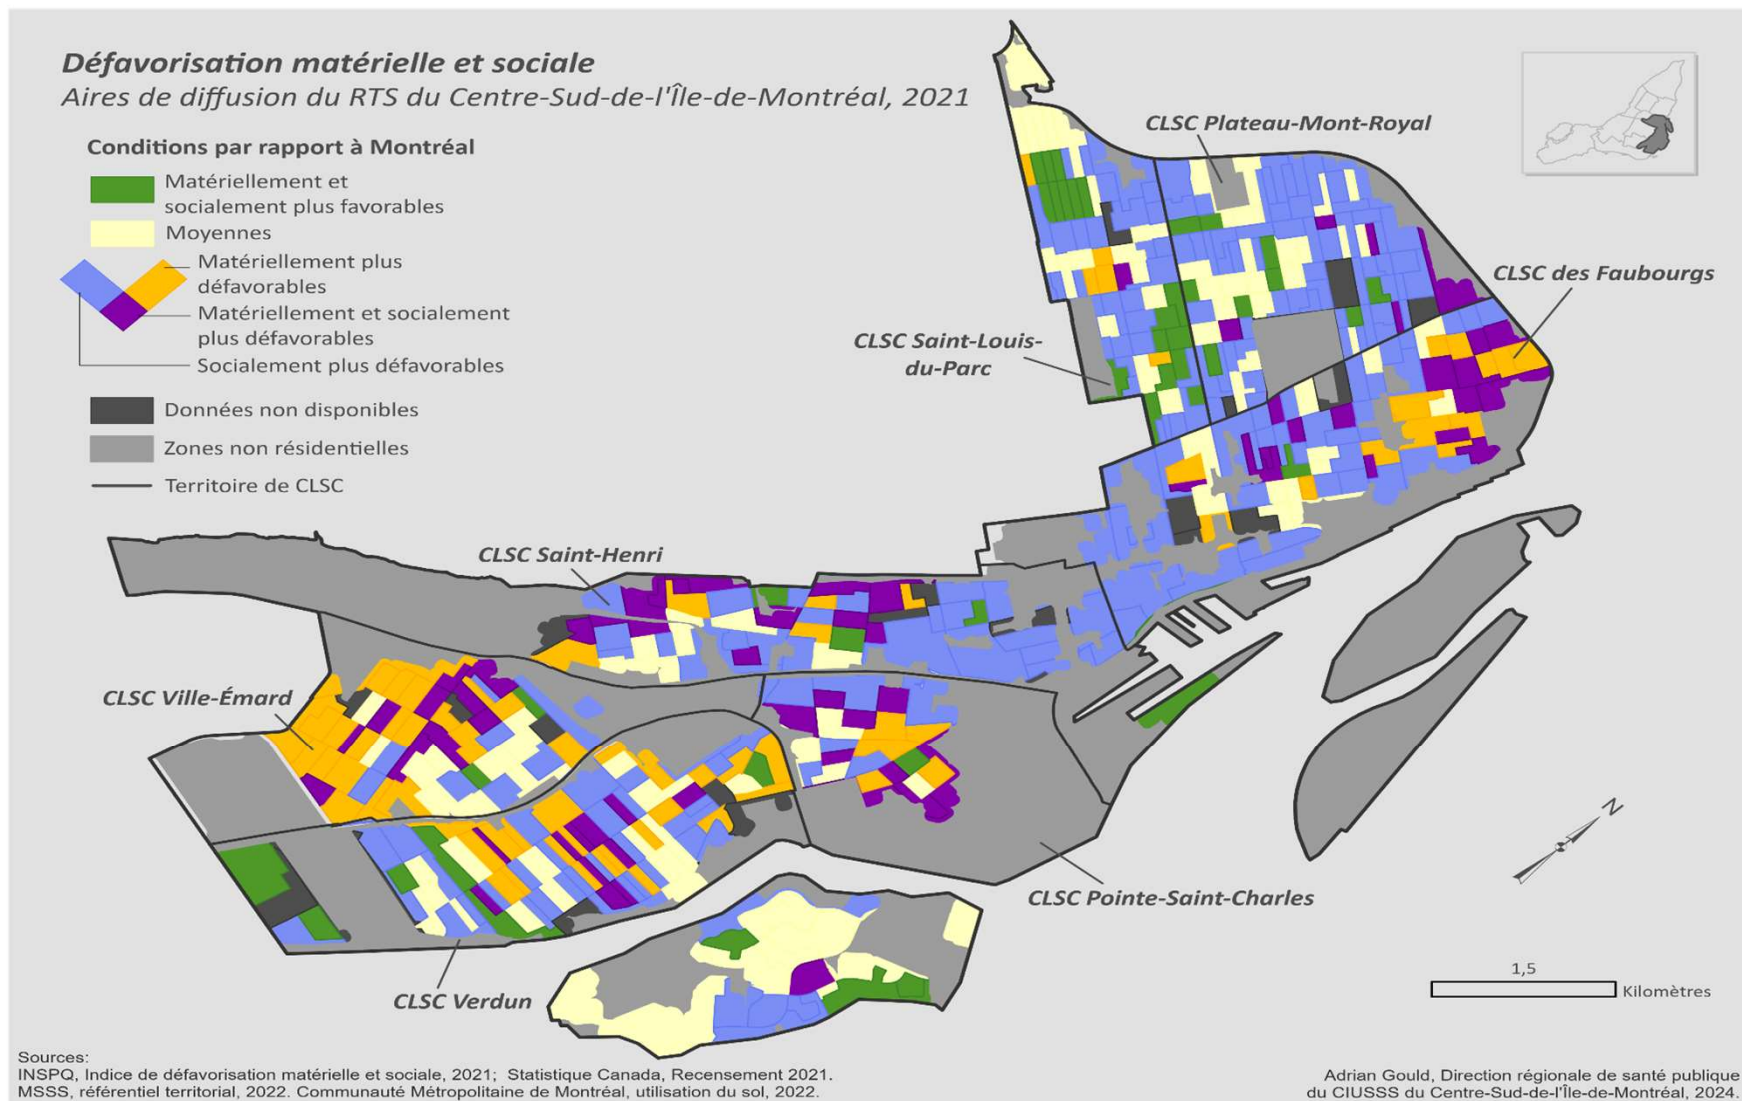 Défavorisation matérielle et sociale
Aires de diffusion du RTS du Centre-Sud-de-l'Île-de-Montréal, 2021
Conditions par rapport à Montréal
Matériellement et
socialement plus favorables
Moyennes
Matériellement plus
défavorables
Matériellement et socialement
plus défavorables
Socialement plus défavorables
Données non disponibles
Zones non résidentielles
Territoire de CLSC
CLSC Plateau-Mont-Royal
CLSC des Faubourgs
CLSC Saint-Louis-
du-Parc
CLSC Saint-Henri
CLSC Ville-Émard
CLSC Pointe-Saint-Charles
CLSC Verdun
N
1,5
Kilomètres
Sources:
INSPQ, Indice de défavorisation matérielle et sociale, 2021; Statistique Canada, Recensement 2021.
MSSS, référentiel territorial, 2022. Communauté Métropolitaine de Montréal, utilisation du sol, 2022.
Adrian Gould, Direction régionale de santé publique
du CIUSSS du Centre-Sud-de-l'Île-de-Montréal, 2024.